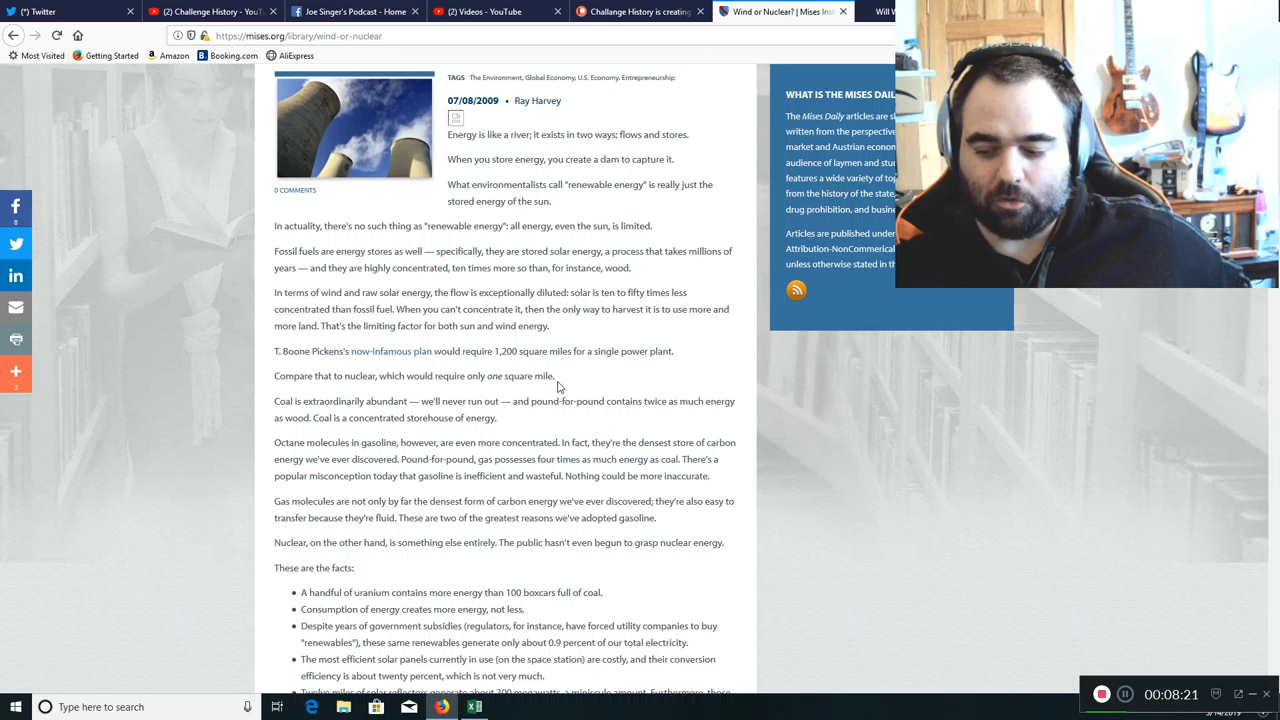 (*) Twitter
(2) Challange History - YouT
Joe Singer's Podcast - Home
(2) Videos - YouTube
Challange History is creating
Wind or Nuclear? | Mises Inst
Will W
https://mises.org/library/wind-or-nuclear
Most Visited
Getting Started
Amazon
Booking.com
AliExpress
TAGS The Environment, Global Economy, U.S. Economy, Entrepreneurship
07/08/2009 • Ray Harvey
Energy is like a river; it exists in two ways: flows and stores.
When you store energy, you create a dam to capture it.
What environmentalists call "renewable energy" is really just the
stored energy of the sun.
0 COMMENTS
In actuality, there's no such thing as "renewable energy": all energy, even the sun, is limited.
Fossil fuels are energy stores as well — specifically, they are stored solar energy, a process that takes millions of
years — and they are highly concentrated, ten times more so than, for instance, wood.
In terms of wind and raw solar energy, the flow is exceptionally diluted: solar is ten to fifty times less
concentrated than fossil fuel. When you can't concentrate it, then the only way to harvest it is to use more and
more land. That's the limiting factor for both sun and wind energy.
T. Boone Pickens's now-infamous plan would require 1,200 square miles for a single power plant.
Compare that to nuclear, which would require only one square mile.
Coal is extraordinarily abundant — we'll never run out — and pound-for-pound contains twice as much energy
as wood. Coal is a concentrated storehouse of energy.
Octane molecules in gasoline, however, are even more concentrated. In fact, they're the densest store of carbon
energy we've ever discovered. Pound-for-pound, gas possesses four times as much energy as coal. There's a
popular misconception today that gasoline is inefficient and wasteful. Nothing could be more inaccurate.
Gas molecules are not only by far the densest form of carbon energy we've ever discovered; they're also easy to
transfer because they're fluid. These are two of the greatest reasons we've adopted gasoline.
Nuclear, on the other hand, is something else entirely. The public hasn't even begun to grasp nuclear energy.
These are the facts:
A handful of uranium contains more energy than 100 boxcars full of coal.
Consumption of energy creates more energy, not less.
Despite years of government subsidies (regulators, for instance, have forced utility companies to buy
"renewables"), these same renewables generate only about 0.9 percent of our total electricity.
The most efficient solar panels currently in use (on the space station) are costly, and their conversion
efficiency is about twenty percent, which is not very much.
Twelve miles of solar reflectors generate about 300 megawatts, a miniscule amount. Furthermore, these
WHAT IS THE MISES DAIL
The Mises Daily articles are s
written from the perspective
market and Austrian econom
audience of laymen and stud
features a wide variety of top
from the history of the state,
drug prohibition, and busine
Articles are published under
Attribution-NonCommerical
unless otherwise stated in th
8
3
Type here to search
00:08:21
5/14/2019